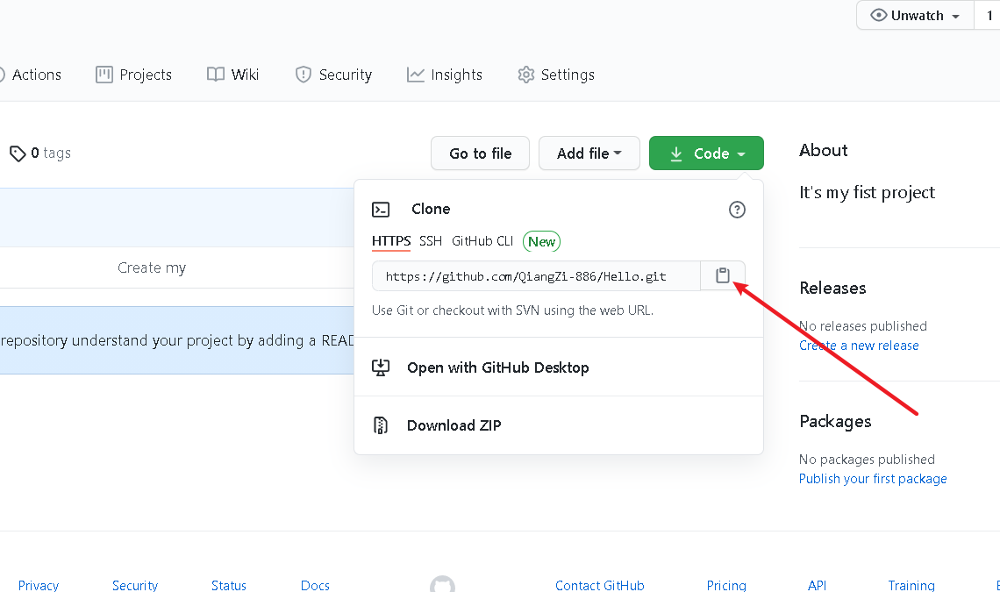 Unwatch 1
Actions Projects Wiki Security Insights Settings
0 tags
Go to file Add file Code
About
It's my fist project
Clone
HTTPS SSH GitHub CLI New
https://github.com/QiangZi-886/Hello.git
Use Git or checkout with SVN using the web URL.
Create my
repository understand your project by adding a READ
Open with GitHub Desktop
Download ZIP
Releases
No releases published
Create a new release
Packages
No packages published
Publish your first package
Privacy Security Status Docs Contact GitHub Pricing API Training